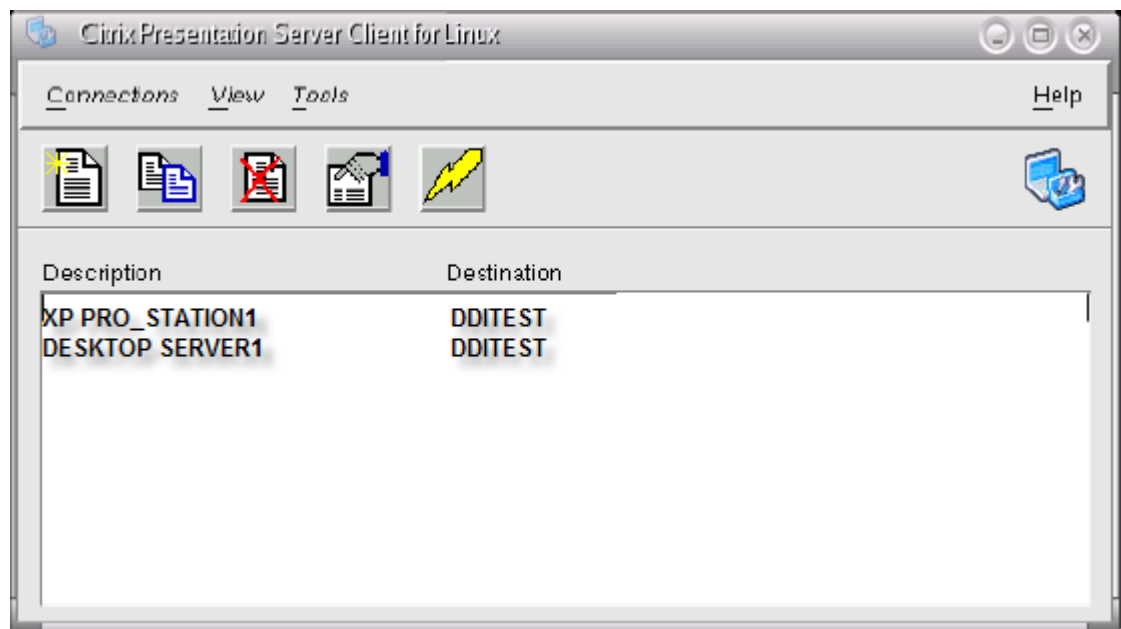 Citrix Presentation Server Client for Linux
Connections View Tools Help
Description Destination
XP PRO_STATION1 DDITEST
DESKTOP SERVER1 DDITEST